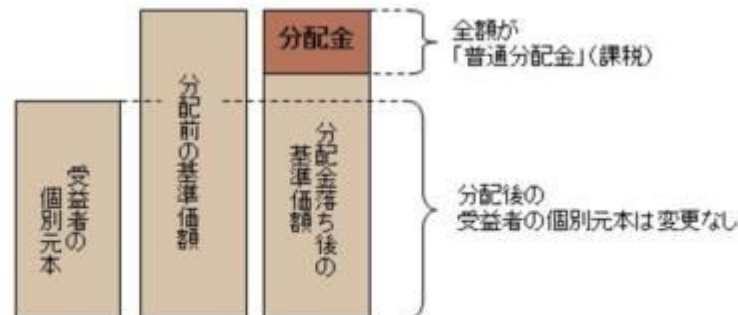 分配金
全額が
「普通分配金」(課税)
受益者の
個別元本
分配前の基準価額
分配金落ち後の
基準価額
分配後の
受益者の個別元本は変更なし